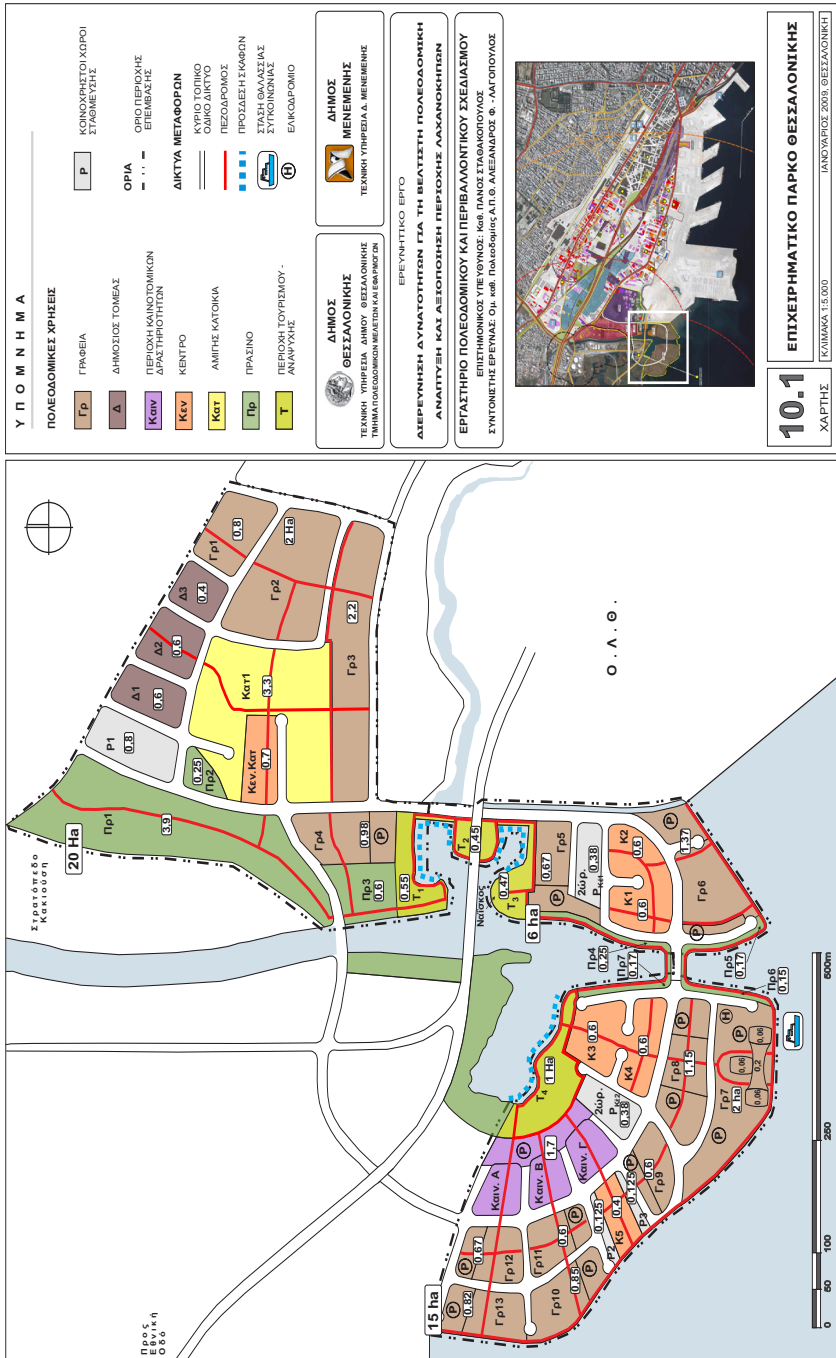 Υ Π Ο Μ Ν Η Μ Α
ΠΟΛΕΟΔΟΜΙΚΕΣ ΧΡΗΣΕΙΣ
Γρ ΓΡΑΦΕΙΑ
Δ ΔΗΜΟΣΙΟΣ ΤΟΜΕΑΣ
Καιν ΠΕΡΙΟΧΗ ΚΑΙΝΟΤΟΜΙΚΩΝ
ΔΡΑΣΤΗΡΙΟΤΗΤΩΝ
Κεν ΚΕΝΤΡΟ
Κατ ΑΜΙΓΗΣ ΚΑΤΟΙΚΙΑ
Πρ ΠΡΑΣΙΝΟ
Τ ΠΕΡΙΟΧΗ ΤΟΥΡΙΣΜΟΥ -
ΑΝΑΨΥΧΗΣ
P ΚΟΙΝΟΧΡΗΣΤΟΙ ΧΩΡΟΙ
ΣΤΑΘΜΕΥΣΗΣ
ΟΡΙΑ
ΟΡΙΟ ΠΕΡΙΟΧΗΣ
ΕΠΕΜΒΑΣΗΣ
ΔΙΚΤΥΑ ΜΕΤΑΦΟΡΩΝ
ΚΥΡΙΟ ΤΟΠΙΚΟ
ΟΔΙΚΟ ΔΙΚΤΥΟ
ΠΕΖΟΔΡΟΜΟΣ
ΠΡΟΣΔΕΣΗ ΣΚΑΦΩΝ
ΣΤΑΣΗ ΘΑΛΑΣΣΙΑΣ
ΣΥΓΚΟΙΝΩΝΙΑΣ
H ΕΛΙΚΟΔΡΟΜΙΟ
ΔΗΜΟΣ
ΘΕΣΣΑΛΟΝΙΚΗΣ
ΤΕΧΝΙΚΗ ΥΠΗΡΕΣΙΑ ΔΗΜΟΥ ΘΕΣΣΑΛΟΝΙΚΗΣ
ΤΜΗΜΑ ΠΟΛΕΟΔΟΜΙΚΩΝ ΜΕΛΕΤΩΝ ΚΑΙ ΕΦΑΡΜΟΓΩΝ
ΔΗΜΟΣ
ΜΕΝΕΜΕΝΗΣ
ΤΕΧΝΙΚΗ ΥΠΗΡΕΣΙΑ Δ. ΜΕΝΕΜΕΝΗΣ
ΕΡΕΥΝΗΤΙΚΟ ΕΡΓΟ
ΔΙΕΡΕΥΝΗΣΗ ΔΥΝΑΤΟΤΗΤΩΝ ΓΙΑ ΤΗ ΒΕΛΤΙΣΤΗ ΠΟΛΕΟΔΟΜΙΚΗ
ΑΝΑΠΤΥΞΗ ΚΑΙ ΑΞΙΟΠΟΙΗΣΗ ΠΕΡΙΟΧΗΣ ΛΑΧΑΝΟΚΗΠΩΝ
ΕΡΓΑΣΤΗΡΙΟ ΠΟΛΕΟΔΟΜΙΚΟΥ ΚΑΙ ΠΕΡΙΒΑΛΛΟΝΤΙΚΟΥ ΣΧΕΔΙΑΣΜΟΥ
ΕΠΙΣΤΗΜΟΝΙΚΟΣ ΥΠΕΥΘΥΝΟΣ: Καθ. ΠΑΝΟΣ ΣΤΑΘΑΚΟΠΟΥΛΟΣ
ΣΥΝΤΟΝΙΣΤΗΣ ΕΡΕΥΝΑΣ: Ομ. καθ. Πολεοδομίας Α.Π.Θ. ΑΛΕΞΑΝΔΡΟΣ Φ. - ΛΑΓΟΠΟΥΛΟΣ
10.1
ΧΑΡΤΗΣ
ΕΠΙΧΕΙΡΗΜΑΤΙΚΟ ΠΑΡΚΟ ΘΕΣΣΑΛΟΝΙΚΗΣ
ΚΛΙΜΑΚΑ 1:5.000
ΙΑΝΟΥΑΡΙΟΣ 2009, ΘΕΣΣΑΛΟΝΙΚΗ
Στρατόπεδο
Κακιούση
20 Ha
Πρ1
3,9
P1
0,8
Δ1
0,6
Δ2
0,6
Δ3
0,4
Γρ1
0,8
Γρ2
2 Ha
Γρ3
2,2
Κατ1
3,3
Κεν.Κατ
0,7
Πρ2
0,25
Γρ4
0,98
P
Πρ3
0,6
Τ1
0,55
Τ2
0,45
Τ3
0,47
Ναΐσκος
6 ha
Γρ5
0,67
P
2ώρ.
0,38
Κ1
0,6
Κ2
0,6
P
Γρ6
1,37
P
Ο . Λ . Θ .
Πρ4
0,25
Πρ7
0,17
Πρ5
0,17
Πρ6
0,15
Τ4
1 Ha
Κ3
0,6
Κ4
0,6
2ώρ.
0,38
Γρ8
1,15
P
P
Γρ7
2 ha
H
P
P
0,06
0,06
0,06
0,2
Καιν. Α
Καιν. Β
Καιν. Γ
1,7
P
Γρ9
0,6
P
P3
0,125
Κ5
0,4
P2
0,125
Γρ10
0,85
P
Γρ11
0,6
P
Γρ12
0,67
P
Γρ13
0,82
P
15 ha
Προς
Εθνική
Οδό
0 50 100 250 500m